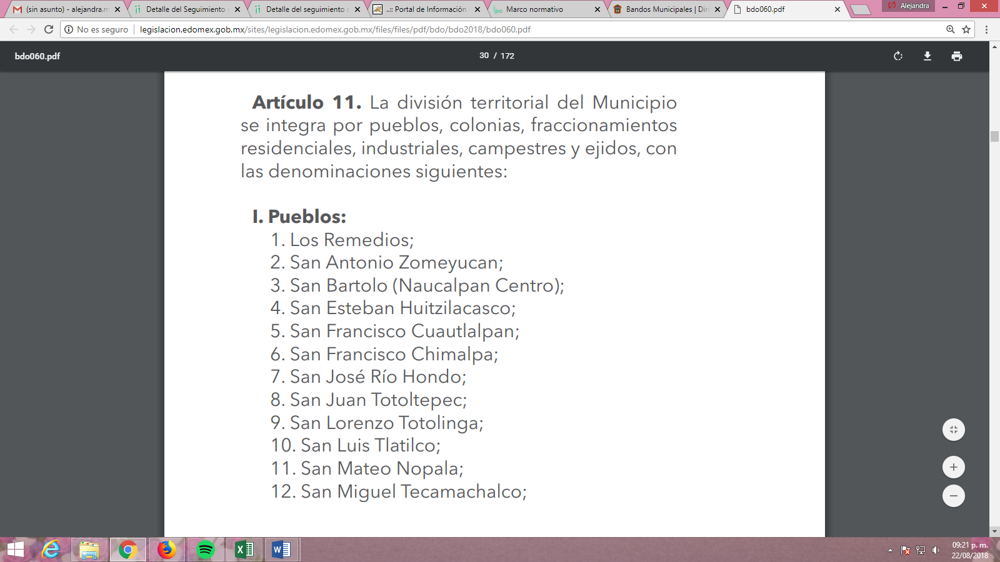 (sin asunto) - alejandra.m
Detalle del Seguimiento
Detalle del seguimiento
..:: Portal de Información
Marco normativo
Bandos Municipales | Dir
bdo060.pdf
Alejandra
No es seguro
legislacion.edomex.gob.mx/sites/legislacion.edomex.gob.mx/files/files/pdf/bdo/bdo2018/bdo060.pdf
bdo060.pdf
30 / 172
Artículo 11. La división territorial del Municipio
se integra por pueblos, colonias, fraccionamientos
residenciales, industriales, campestres y ejidos, con
las denominaciones siguientes:
I. Pueblos:
1. Los Remedios;
2. San Antonio Zomeyucan;
3. San Bartolo (Naucalpan Centro);
4. San Esteban Huitzilacasco;
5. San Francisco Cuautlalpan;
6. San Francisco Chimalpa;
7. San José Río Hondo;
8. San Juan Totoltepec;
9. San Lorenzo Totolinga;
10. San Luis Tlatilco;
11. San Mateo Nopala;
12. San Miguel Tecamachalco;
09:21 p. m.
22/08/2018